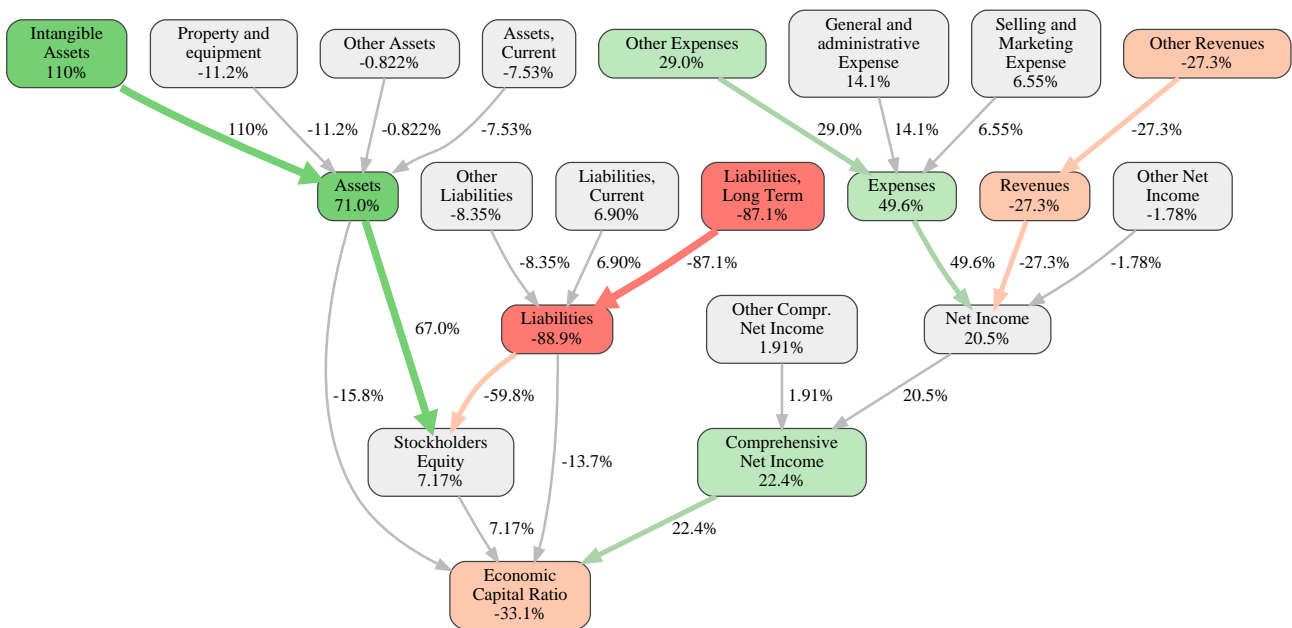 Intangible
Assets
110%
Property and
equipment
-11.2%
Other Assets
-0.822%
Assets,
Current
-7.53%
Other Expenses
29.0%
General and
administrative
Expense
14.1%
Selling and
Marketing
Expense
6.55%
Other Revenues
-27.3%
110%
-11.2%
-0.822%
-7.53%
29.0%
14.1%
6.55%
-27.3%
Assets
71.0%
Other
Liabilities
-8.35%
Liabilities,
Current
6.90%
Liabilities,
Long Term
-87.1%
Expenses
49.6%
Revenues
-27.3%
Other Net
Income
-1.78%
-8.35%
6.90%
-87.1%
49.6%
-27.3%
-1.78%
67.0%
Liabilities
-88.9%
Other Compr.
Net Income
1.91%
Net Income
20.5%
-15.8%
-59.8%
1.91%
20.5%
Stockholders
Equity
7.17%
-13.7%
Comprehensive
Net Income
22.4%
7.17%
22.4%
Economic
Capital Ratio
-33.1%